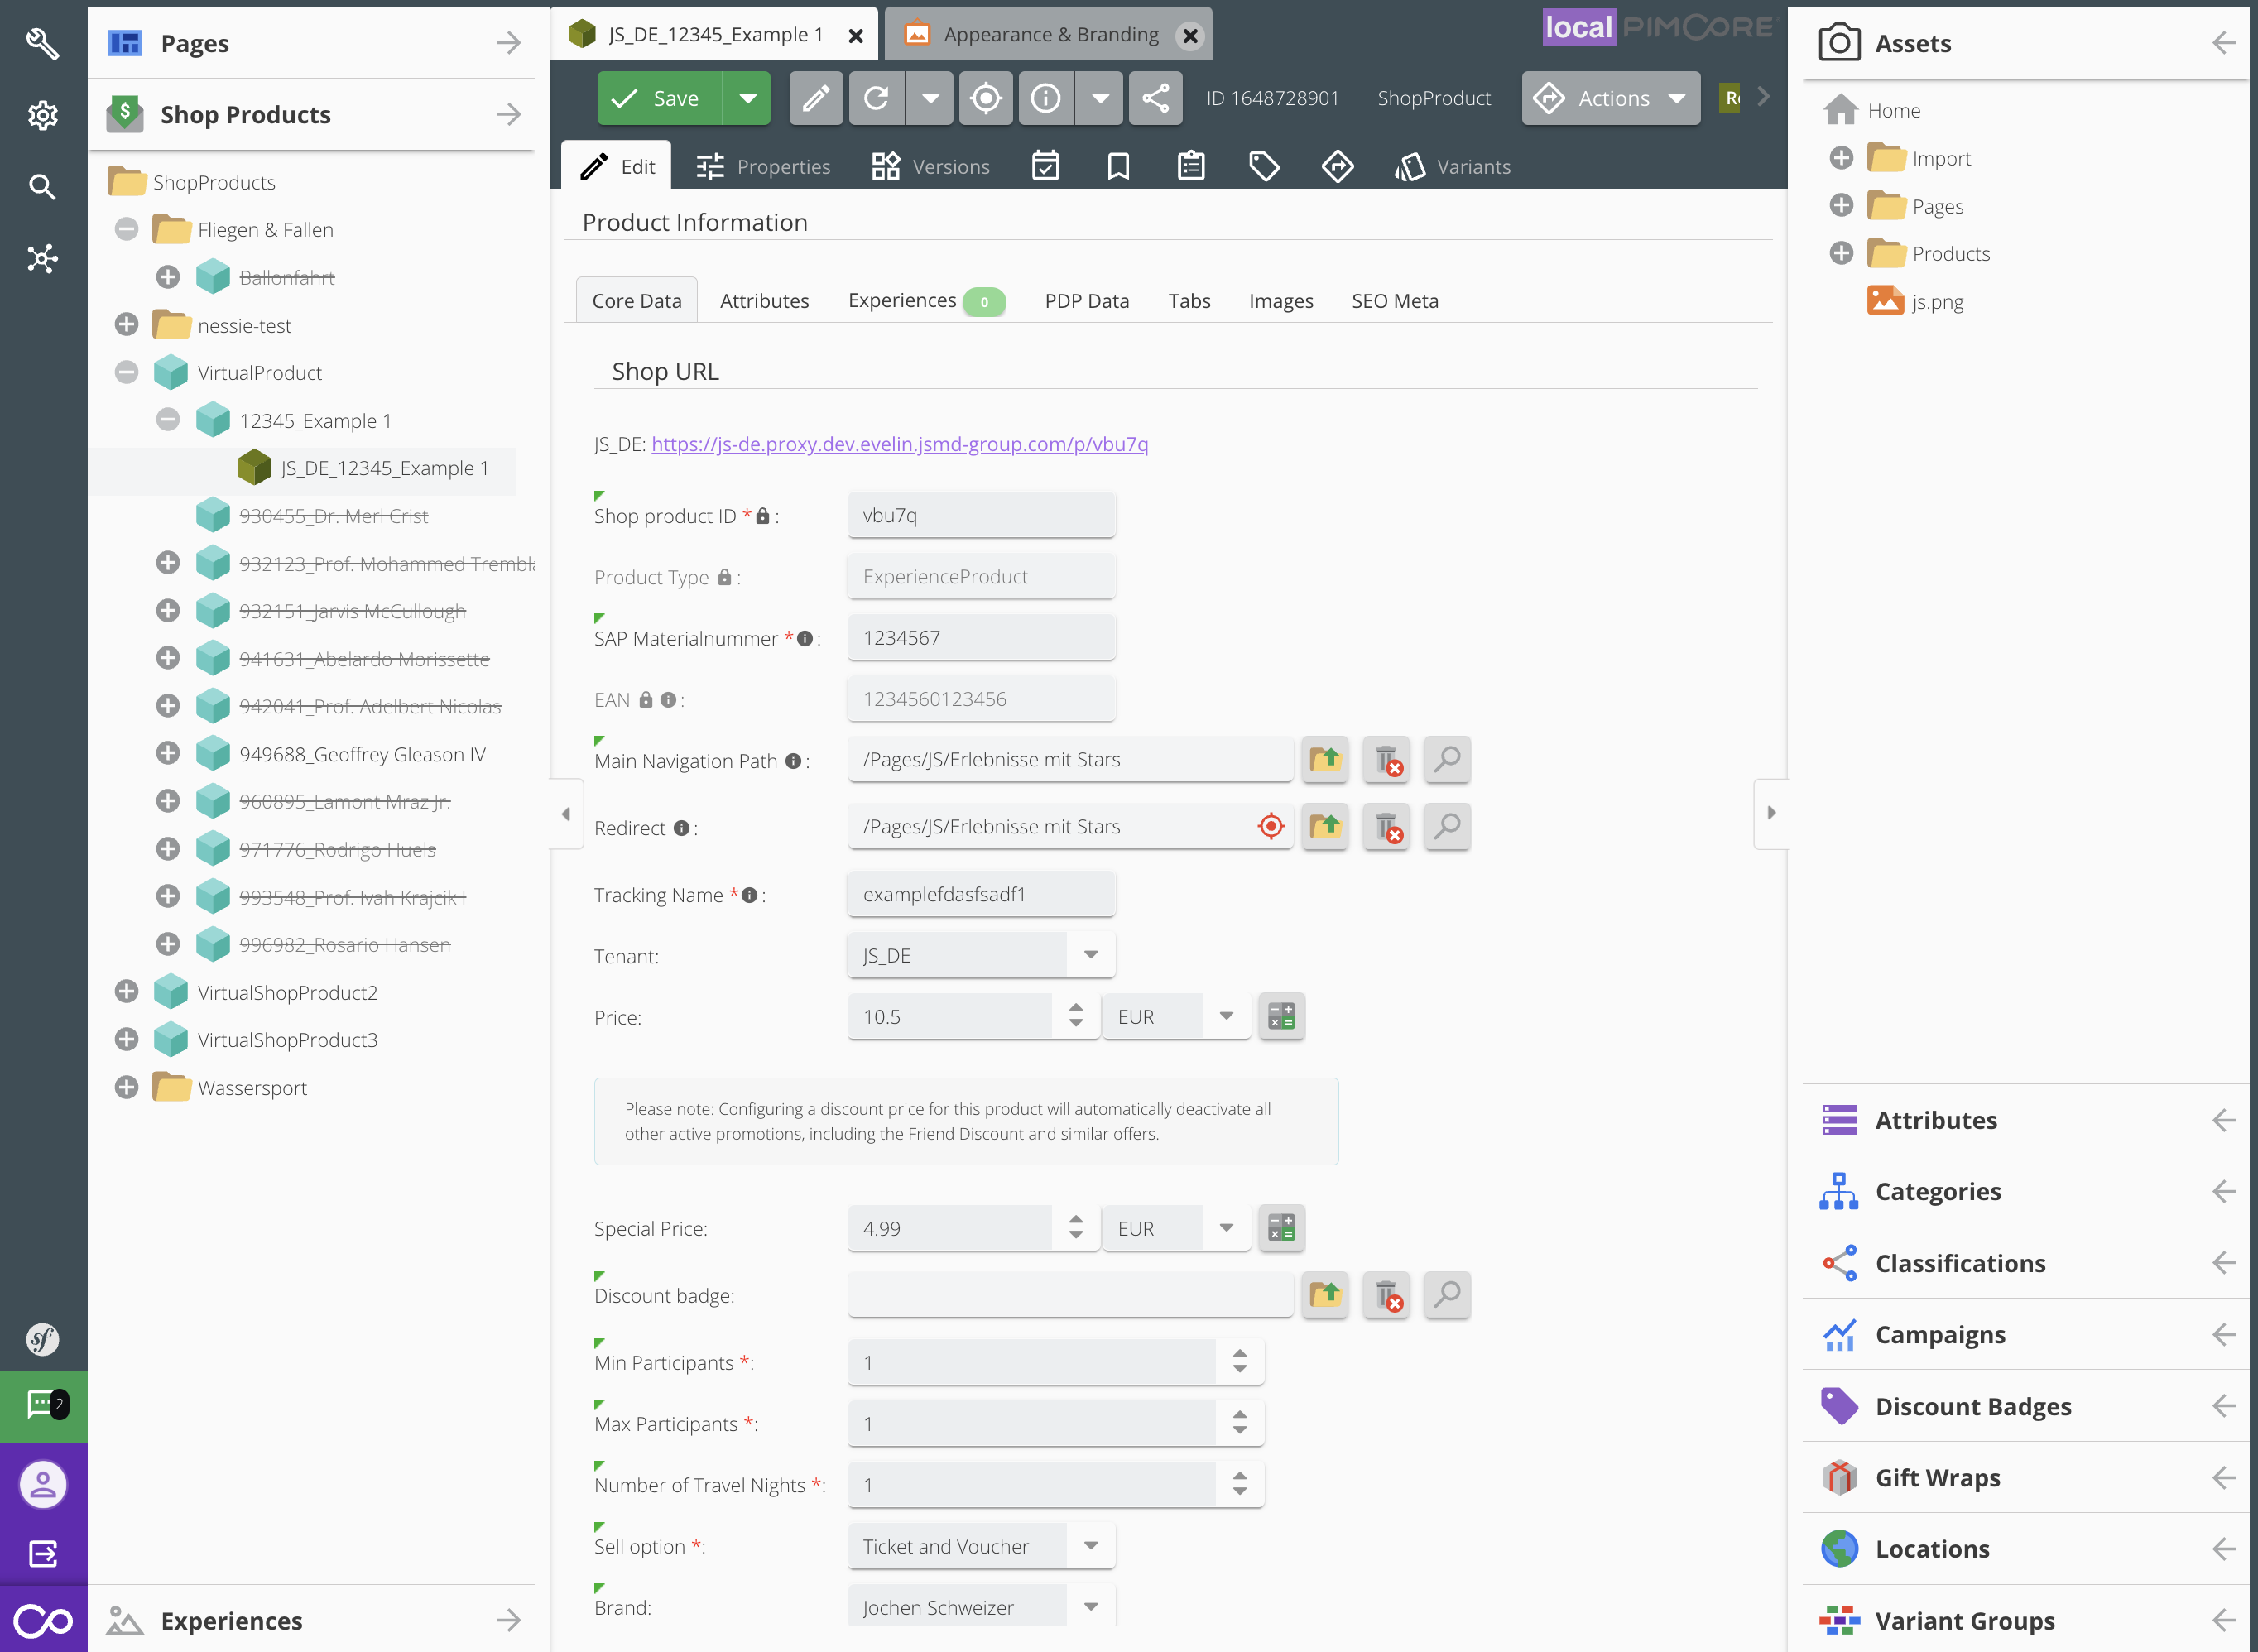 Pages
Shop Products
ShopProducts
Fliegen & Fallen
Ballonfahrt
nessie-test
VirtualProduct
12345_Example 1
JS_DE_12345_Example 1
930455_Dr. Merl Crist
932123_Prof. Mohammed
932151_Jarvis McCullough
941631_Abelardo Morissette
942041_Prof. Adelbert Nicolas
949688_Geoffrey Gleason IV
960895_Lamont Mraz Jr.
971776_Rodrigo Huels
993548_Prof. Ivah Krajcik I
996982_Rosario Hansen
VirtualShopProduct2
VirtualShopProduct3
Wassersport
Experiences
sf
2
JS_DE_12345_Example 1
Appearance & Branding
local PIMCORE
Save
ID 1648728901
ShopProduct
Actions
Edit
Properties
Versions
Variants
Product Information
Core Data
Attributes
Experiences 0
PDP Data
Tabs
Images
SEO Meta
Shop URL
JS_DE: https://js-de.proxy.dev.evelin.jsmd-group.com/p/vbu7q
Shop product ID *: vbu7q
Product Type : ExperienceProduct
SAP Materialnummer *: 1234567
EAN : 1234560123456
Main Navigation Path : /Pages/JS/Erlebnisse mit Stars
Redirect : /Pages/JS/Erlebnisse mit Stars
Tracking Name *: examplefdasfsadf1
Tenant: JS_DE
Price: 10.5 EUR
Please note: Configuring a discount price for this product will automatically deactivate all
other active promotions, including the Friend Discount and similar offers.
Special Price: 4.99 EUR
Discount badge:
Min Participants *: 1
Max Participants *: 1
Number of Travel Nights *: 1
Sell option *: Ticket and Voucher
Brand: Jochen Schweizer
Assets
Home
Import
Pages
Products
js.png
Attributes
Categories
Classifications
Campaigns
Discount Badges
Gift Wraps
Locations
Variant Groups